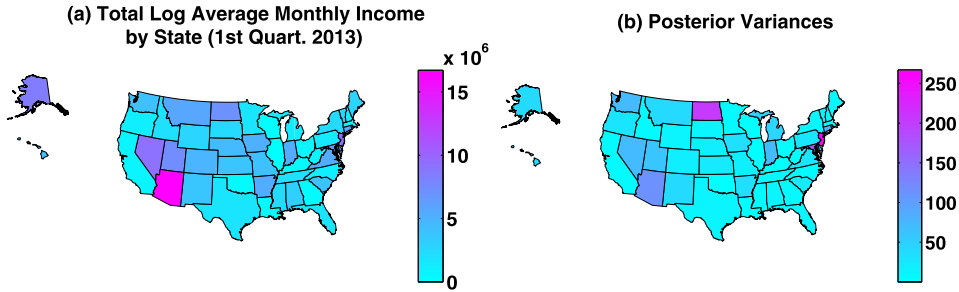 (a) Total Log Average Monthly Income
by State (1st Quart. 2013)
x 10^6
15
10
5
0
(b) Posterior Variances
250
200
150
100
50